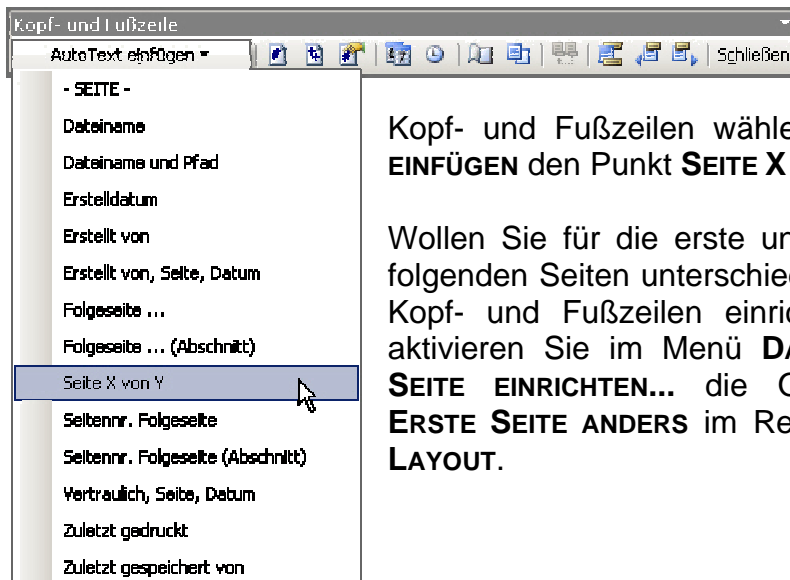 Kopf- und Fußzeile
AutoText einfügen
Schließen
- SEITE -
Dateiname
Dateiname und Pfad
Erstelldatum
Erstellt von
Erstellt von, Seite, Datum
Folgeseite ...
Folgeseite ... (Abschnitt)
Seite X von Y
Seitennr. Folgeseite
Seitennr. Folgeseite (Abschnitt)
Vertraulich, Seite, Datum
Zuletzt gedruckt
Zuletzt gespeichert von
Kopf- und Fußzeilen wähle
EINFÜGEN den Punkt SEITE X
Wollen Sie für die erste un
folgenden Seiten unterschie
Kopf- und Fußzeilen einri
aktivieren Sie im Menü DA
SEITE EINRICHTEN... die
ERSTE SEITE ANDERS im Re
LAYOUT.